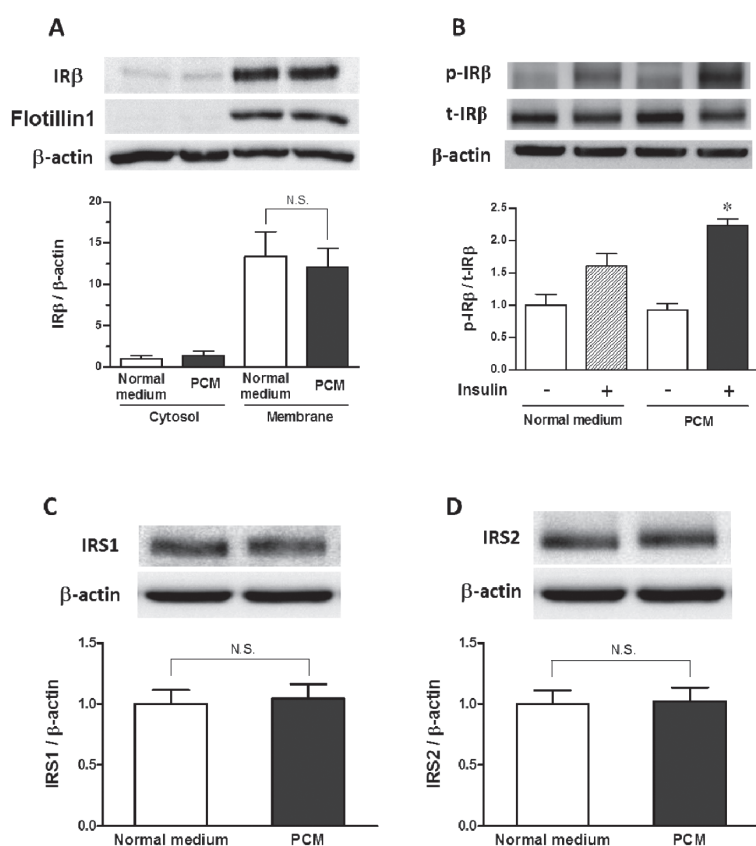 A
IRβ
Flotillin1
β-actin
20
15
10
5
0
IRβ / β-actin
N.S.
Normal medium
PCM
Normal medium
PCM
Cytosol
Membrane
B
p-IRβ
t-IRβ
β-actin
2.5
2.0
1.5
1.0
0.5
0.0
p-IRβ / t-IRβ
*
Insulin - + - +
Normal medium
PCM
C
IRS1
β-actin
1.5
1.0
0.5
0.0
IRS1 / β-actin
N.S.
Normal medium
PCM
D
IRS2
β-actin
1.5
1.0
0.5
0.0
IRS2 / β-actin
N.S.
Normal medium
PCM